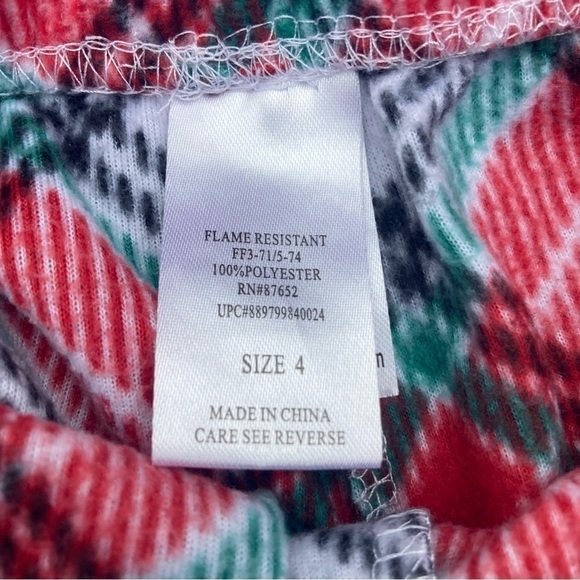 FLAME RESISTANT
FF3-71/5-74
100%POLYESTER
RN#87652
UPC#889799840024
SIZE 4
MADE IN CHINA
CARE SEE REVERSE